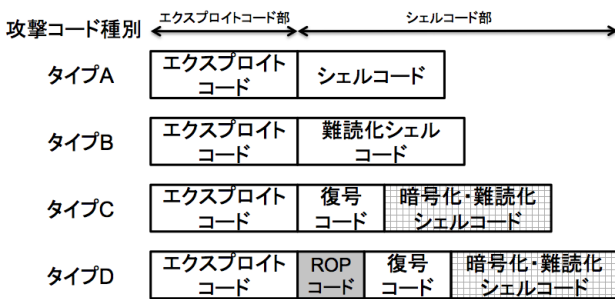 攻撃コード種別
エクスプロイトコード部
シェルコード部
タイプA
エクスプロイト
コード
シェルコード
タイプB
エクスプロイト
コード
難読化シェル
コード
タイプC
エクスプロイト
コード
復号
コード
暗号化・難読化
シェルコード
タイプD
エクスプロイト
コード
ROP
コード
復号
コード
暗号化・難読化
シェルコード